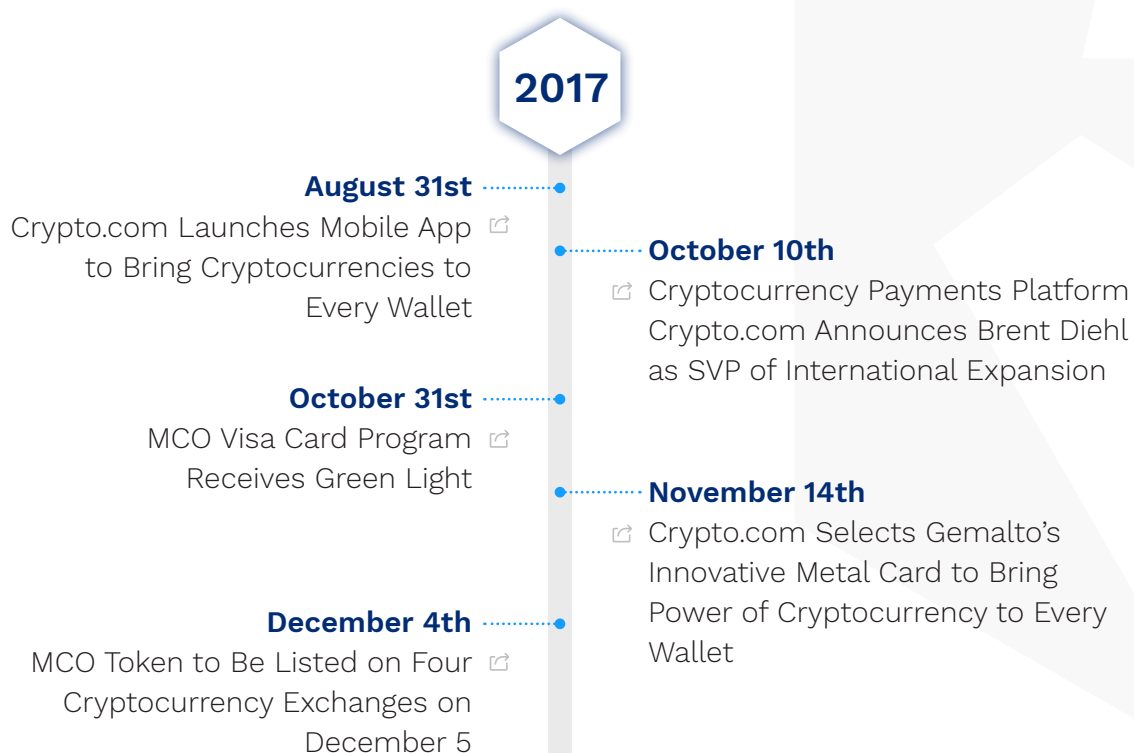 2017
August 31st
Crypto.com Launches Mobile App
to Bring Cryptocurrencies to
Every Wallet
October 10th
Cryptocurrency Payments Platform
Crypto.com Announces Brent Diehl
as SVP of International Expansion
October 31st
MCO Visa Card Program
Receives Green Light
November 14th
Crypto.com Selects Gemalto’s
Innovative Metal Card to Bring
Power of Cryptocurrency to Every
Wallet
December 4th
MCO Token to Be Listed on Four
Cryptocurrency Exchanges on
December 5